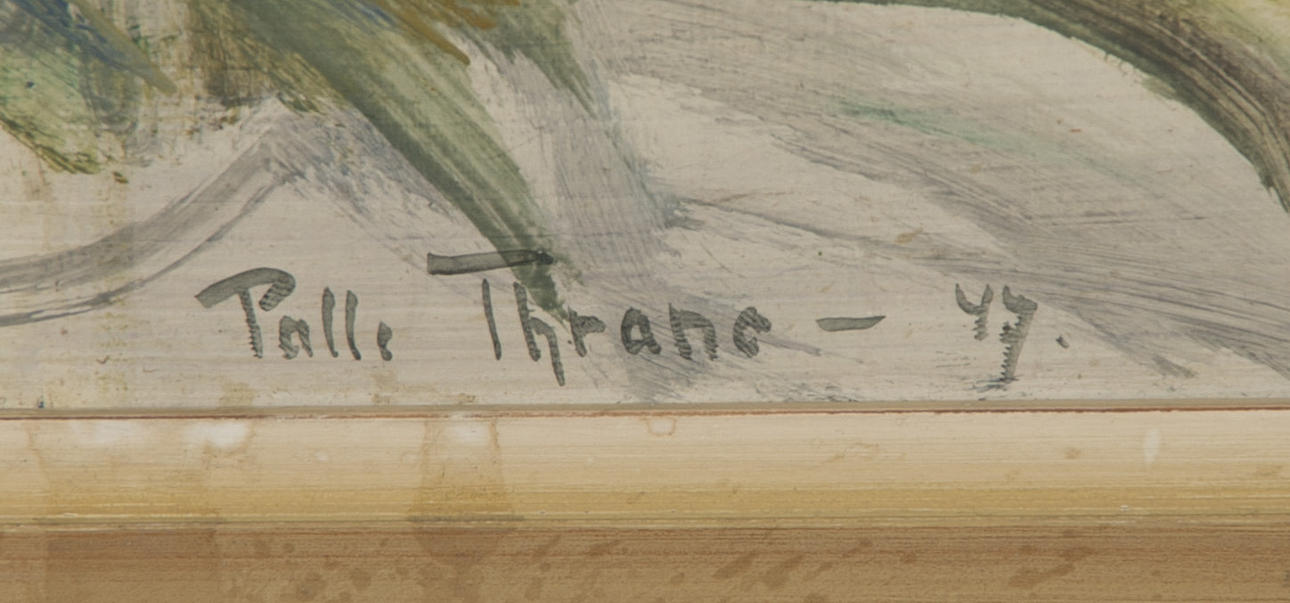 Palle Thrane – 47.